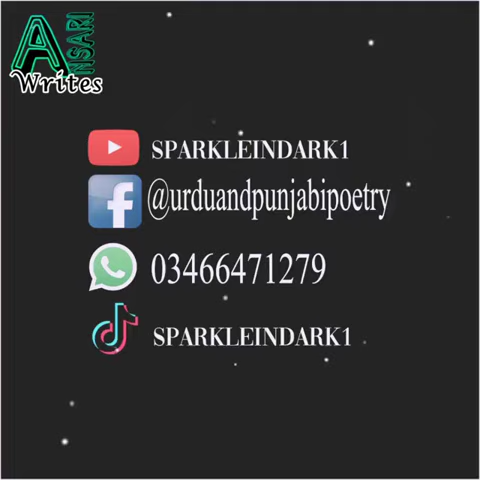 ANSARI
Writes
SPARKLEINDARK1
@urduandpunjabipoetry
03466471279
SPARKLEINDARK1